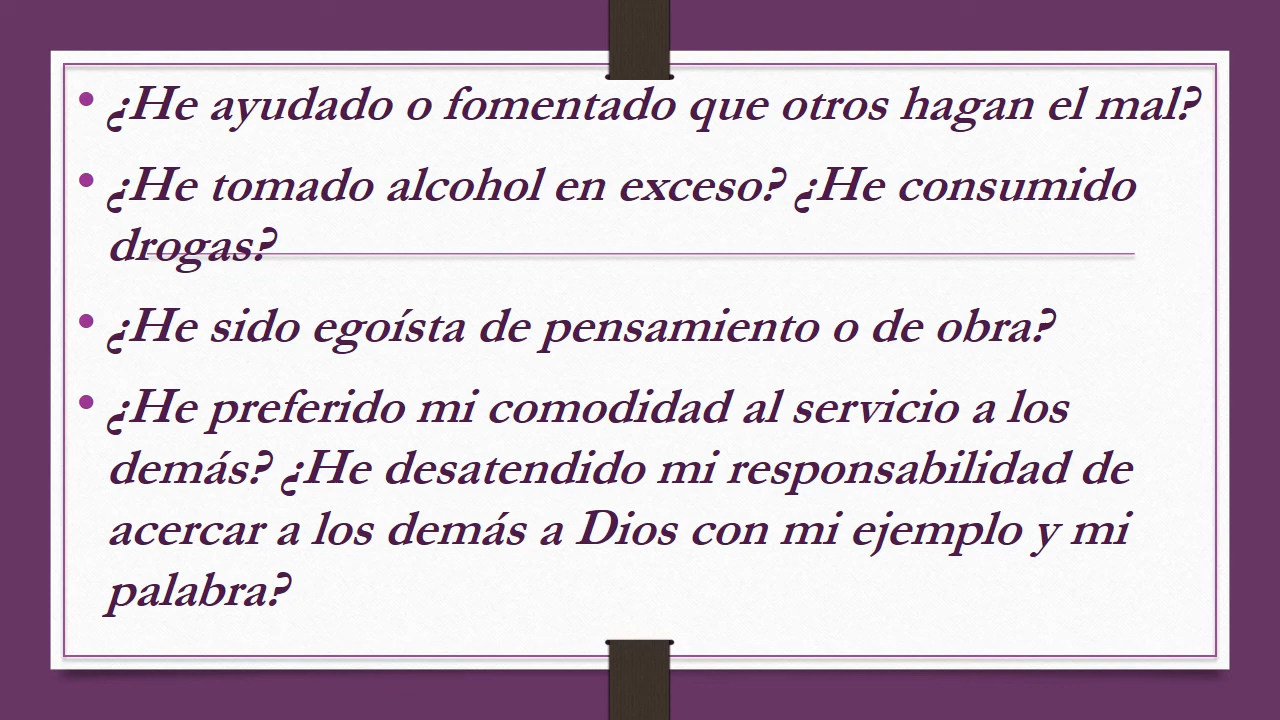 • ¿He ayudado o fomentado que otros hagan el mal?
• ¿He tomado alcohol en exceso? ¿He consumido
drogas?
• ¿He sido egoísta de pensamiento o de obra?
• ¿He preferido mi comodidad al servicio a los
demás? ¿He desatendido mi responsabilidad de
acercar a los demás a Dios con mi ejemplo y mi
palabra?